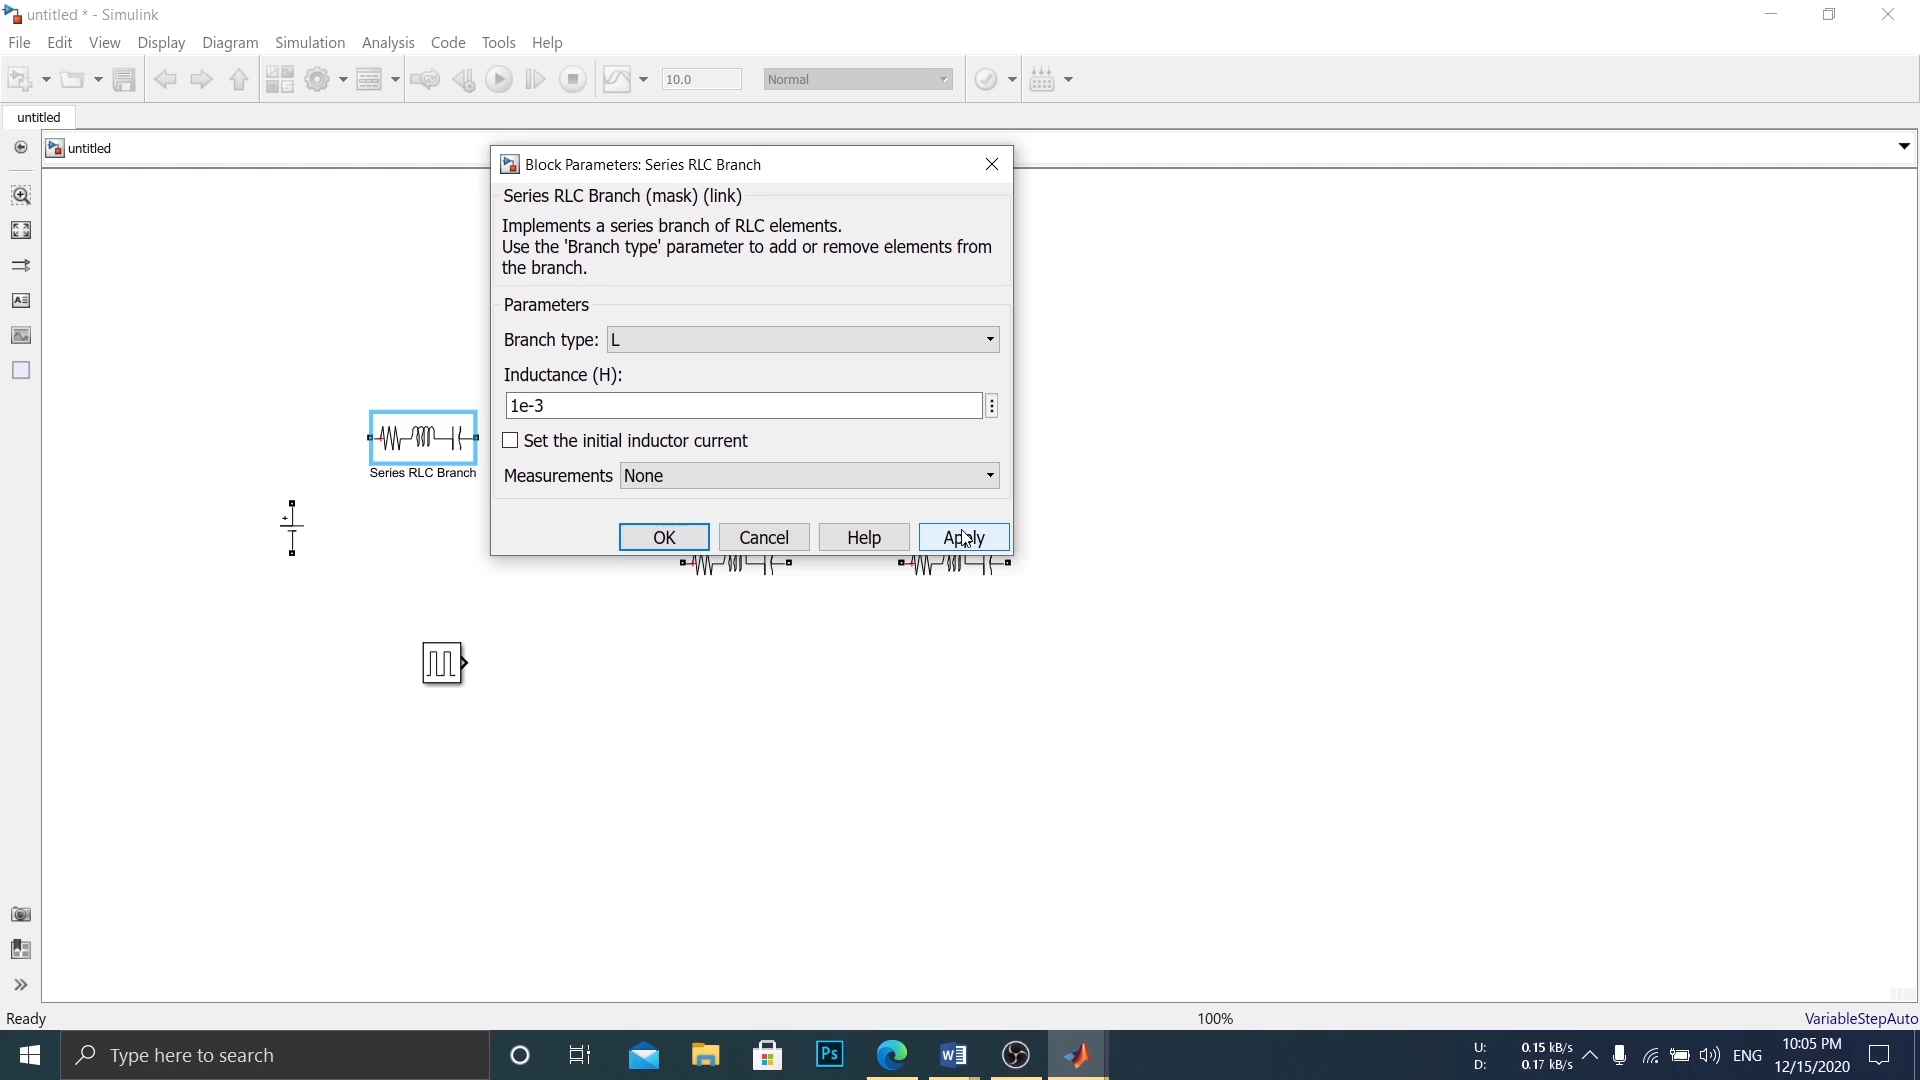 untitled * - Simulink
File Edit View Display Diagram Simulation Analysis Code Tools Help
10.0 Normal
untitled
untitled
Block Parameters: Series RLC Branch
Series RLC Branch (mask) (link)
Implements a series branch of RLC elements.
Use the 'Branch type' parameter to add or remove elements from
the branch.
Parameters
Branch type: L
Inductance (H):
1e-3
Set the initial inductor current
Measurements None
OK Cancel Help Apply
Series RLC Branch
Ready 100% VariableStepAuto
Type here to search
Ps
U: 0.15 kB/s
D: 0.17 kB/s
ENG
10:05 PM
12/15/2020